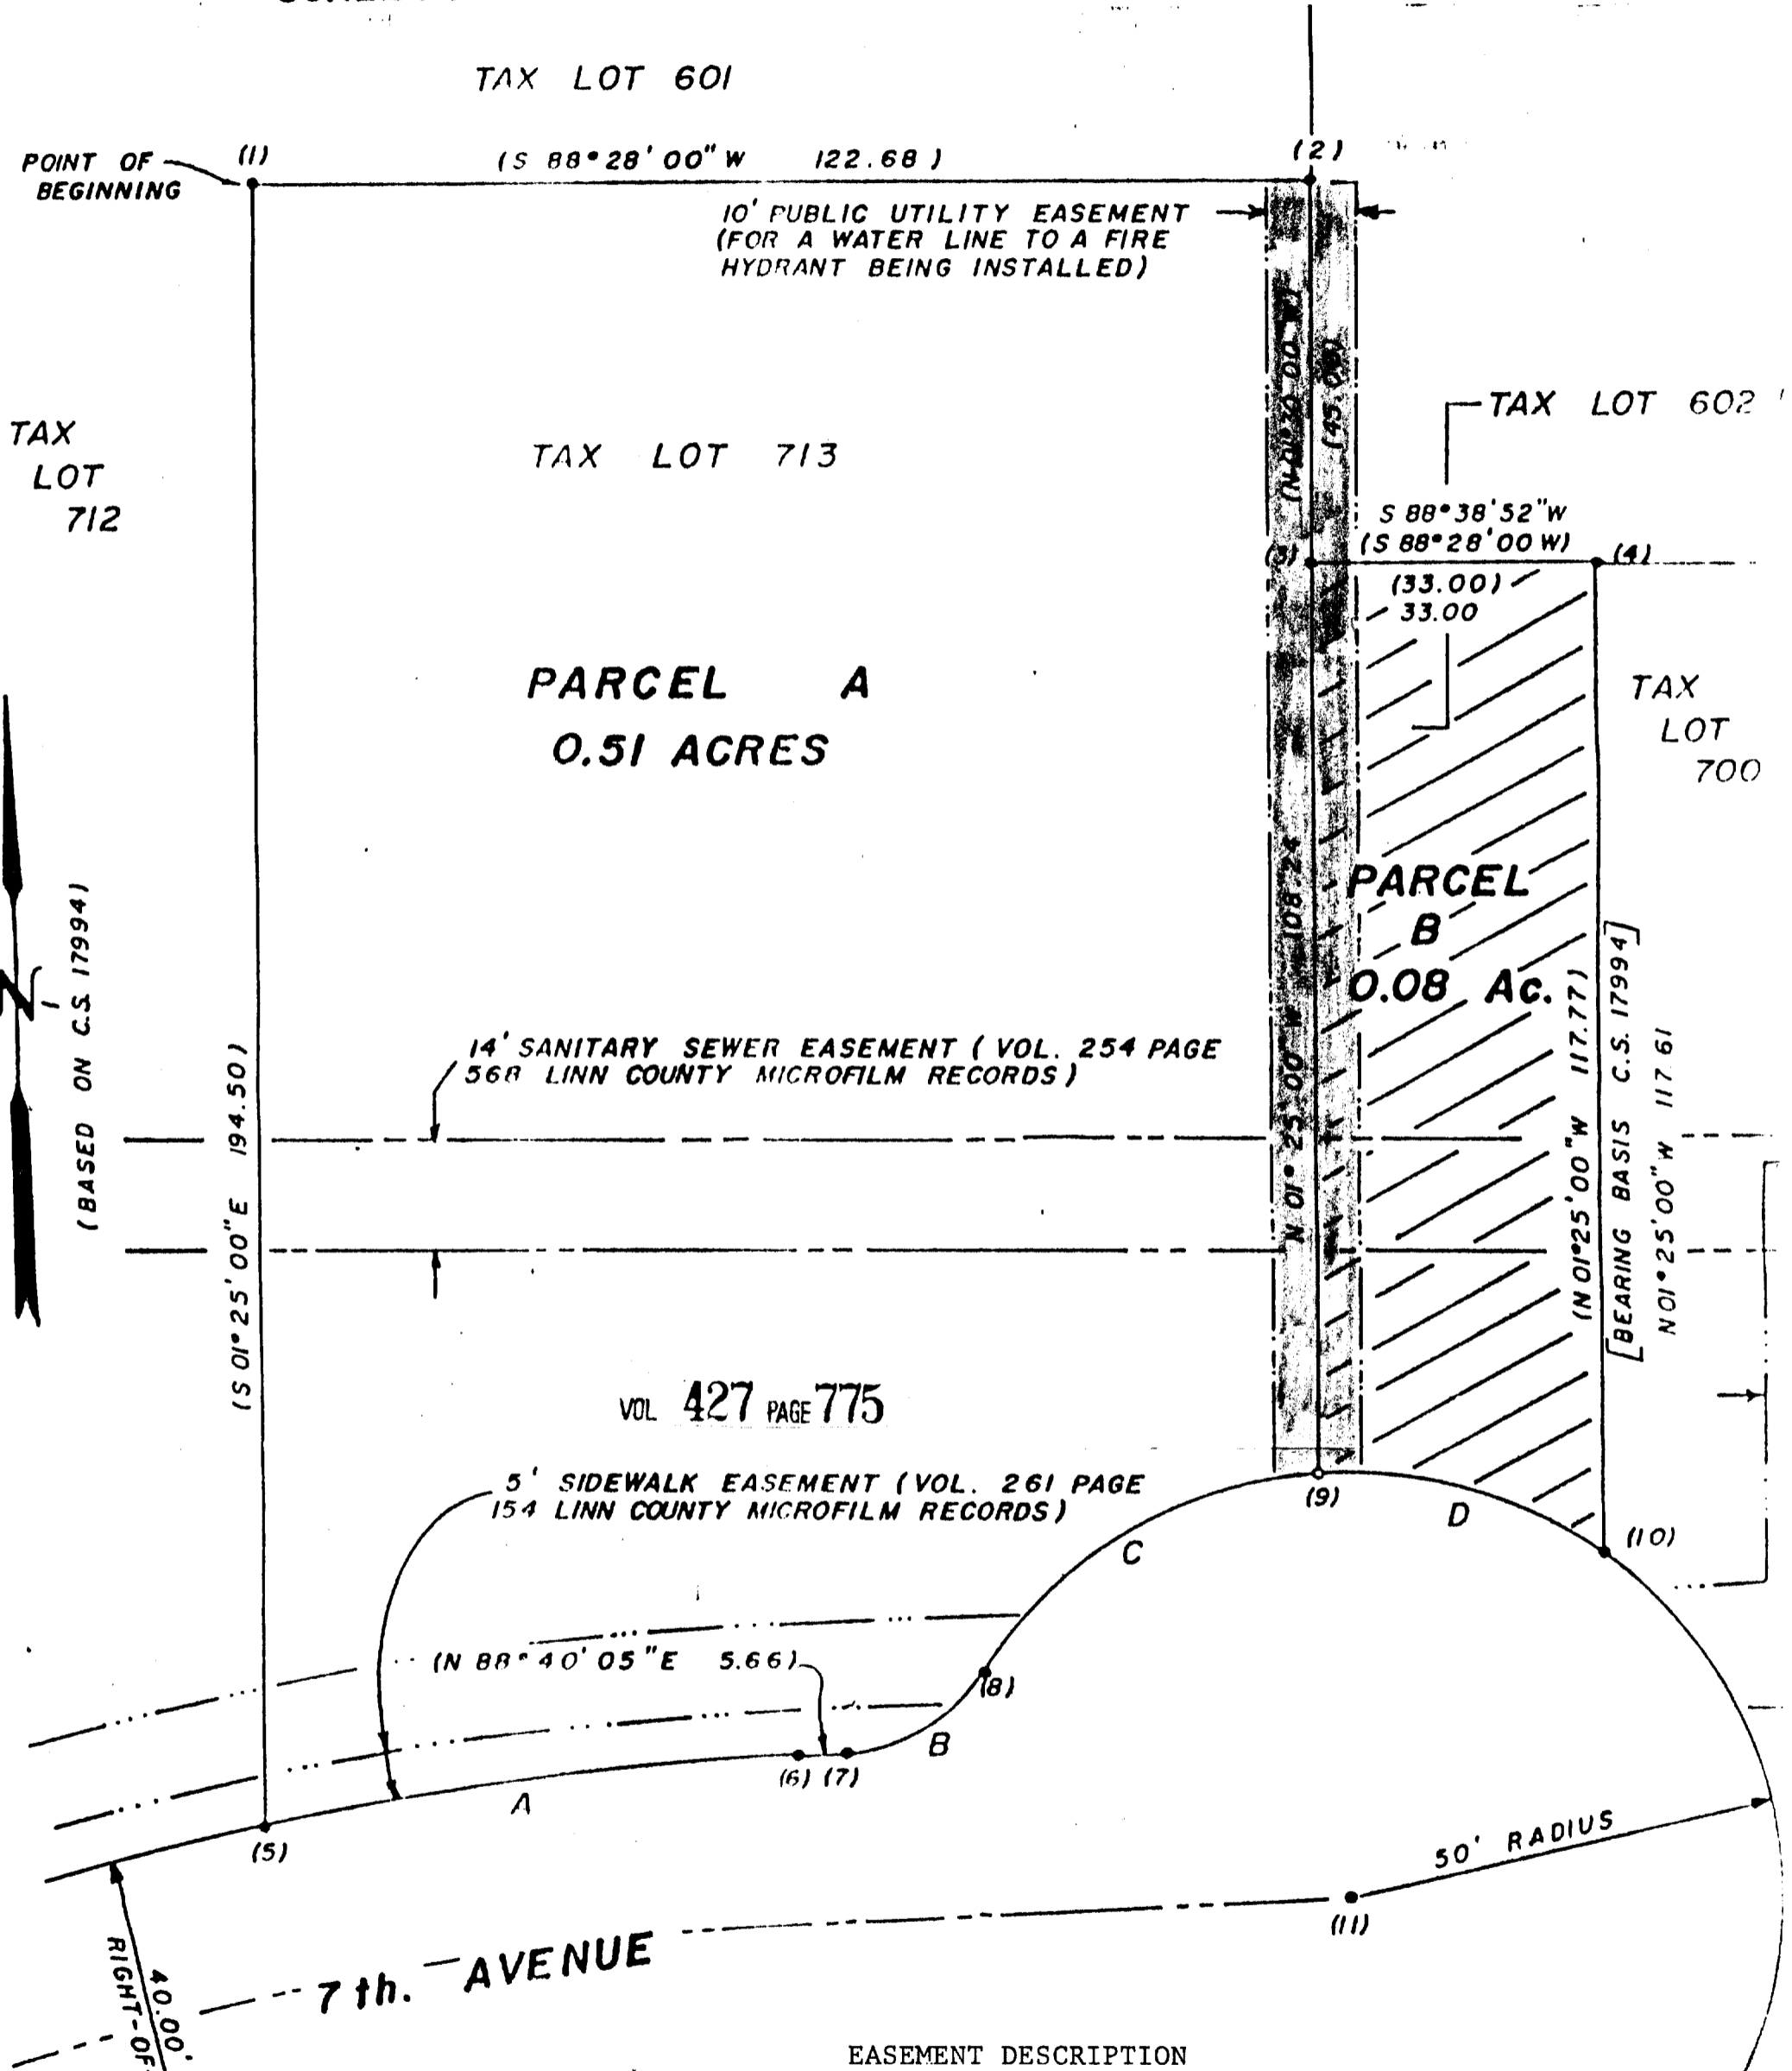 TAX LOT 601
POINT OF
BEGINNING
(1)
(S 88°28'00"W 122.68)
(2)
10' PUBLIC UTILITY EASEMENT
(FOR A WATER LINE TO A FIRE
HYDRANT BEING INSTALLED)
TAX LOT 602
TAX
LOT
712
TAX LOT 713
S 88°38'52"W
(S 88°28'00 W)
(3)
(4)
(33.00)
33.00
PARCEL A
0.51 ACRES
TAX
LOT
700
N 01°25'00"W 108.24
PARCEL
B
0.08 Ac.
N
(BASED ON C.S. 17994)
(S 01°25'00"E 194.50)
14' SANITARY SEWER EASEMENT (VOL. 254 PAGE
568 LINN COUNTY MICROFILM RECORDS)
(N 01°25'00"W 117.77)
[BEARING BASIS C.S. 17994]
N01°25'00"W 117.61
VOL 427 PAGE 775
5' SIDEWALK EASEMENT (VOL. 261 PAGE
154 LINN COUNTY MICROFILM RECORDS)
(9)
D
C
(10)
(N 88°40'05"E 5.66)
(8)
B
(6) (7)
A
(5)
50' RADIUS
(11)
7th. AVENUE
40.00'
RIGHT-OF
EASEMENT DESCRIPTION